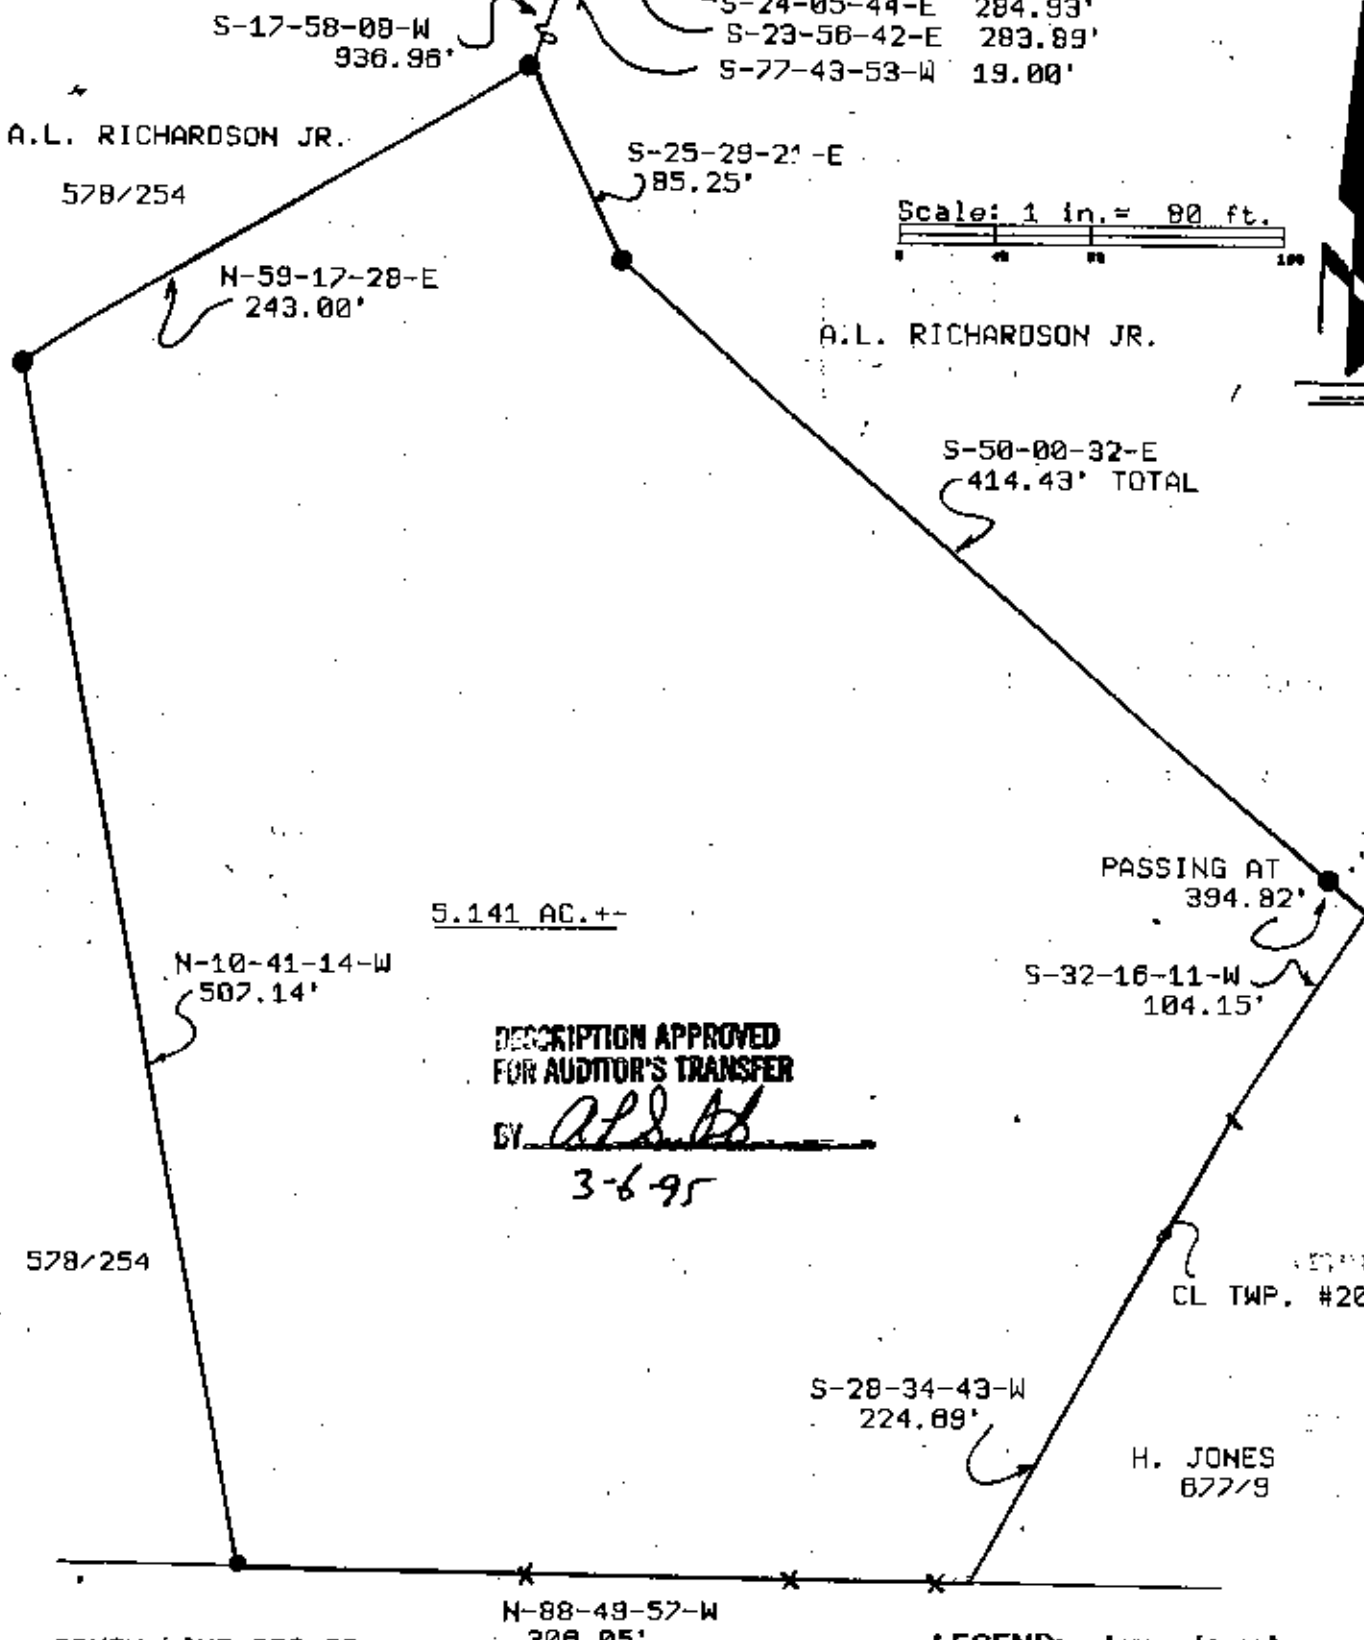 S-24-05-44-E 284.93'
S-17-58-09-W
936.96'
S-23-56-42-E 283.89'
S-77-43-53-W 19.00'
A.L. RICHARDSON JR.
578/254
S-25-29-21-E
85.25'
Scale: 1 in.= 80 ft.
N-59-17-28-E
243.00'
A.L. RICHARDSON JR.
S-50-00-32-E
414.43' TOTAL
PASSING AT
394.82'
5.141 AC.+-
N-10-41-14-W
507.14'
S-32-16-11-W
104.15'
DESCRIPTION APPROVED
FOR AUDITOR'S TRANSFER
BY
3-6-95
578/254
CL TWP. #20
S-28-34-43-W
224.89'
H. JONES
677/9
N-88-49-57-W
308.05'
LEGEND: